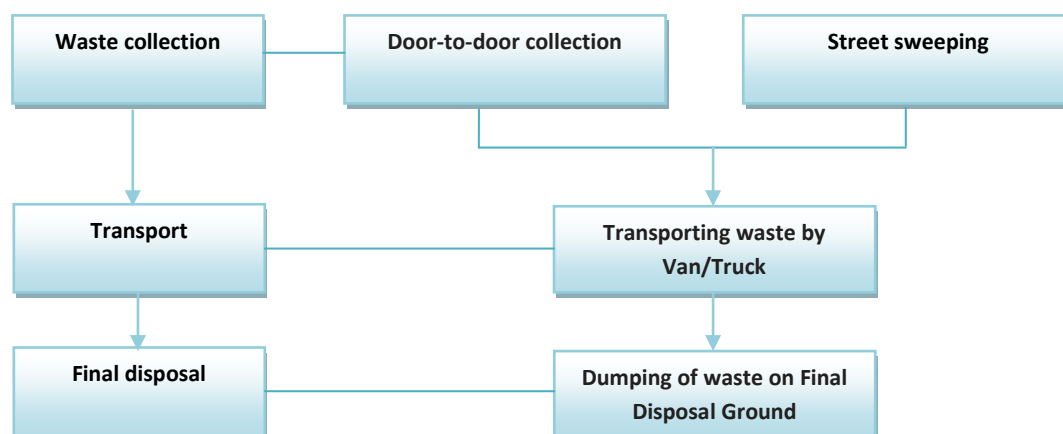 Waste collection
Door-to-door collection
Street sweeping
Transport
Transporting waste by
Van/Truck
Final disposal
Dumping of waste on Final
Disposal Ground